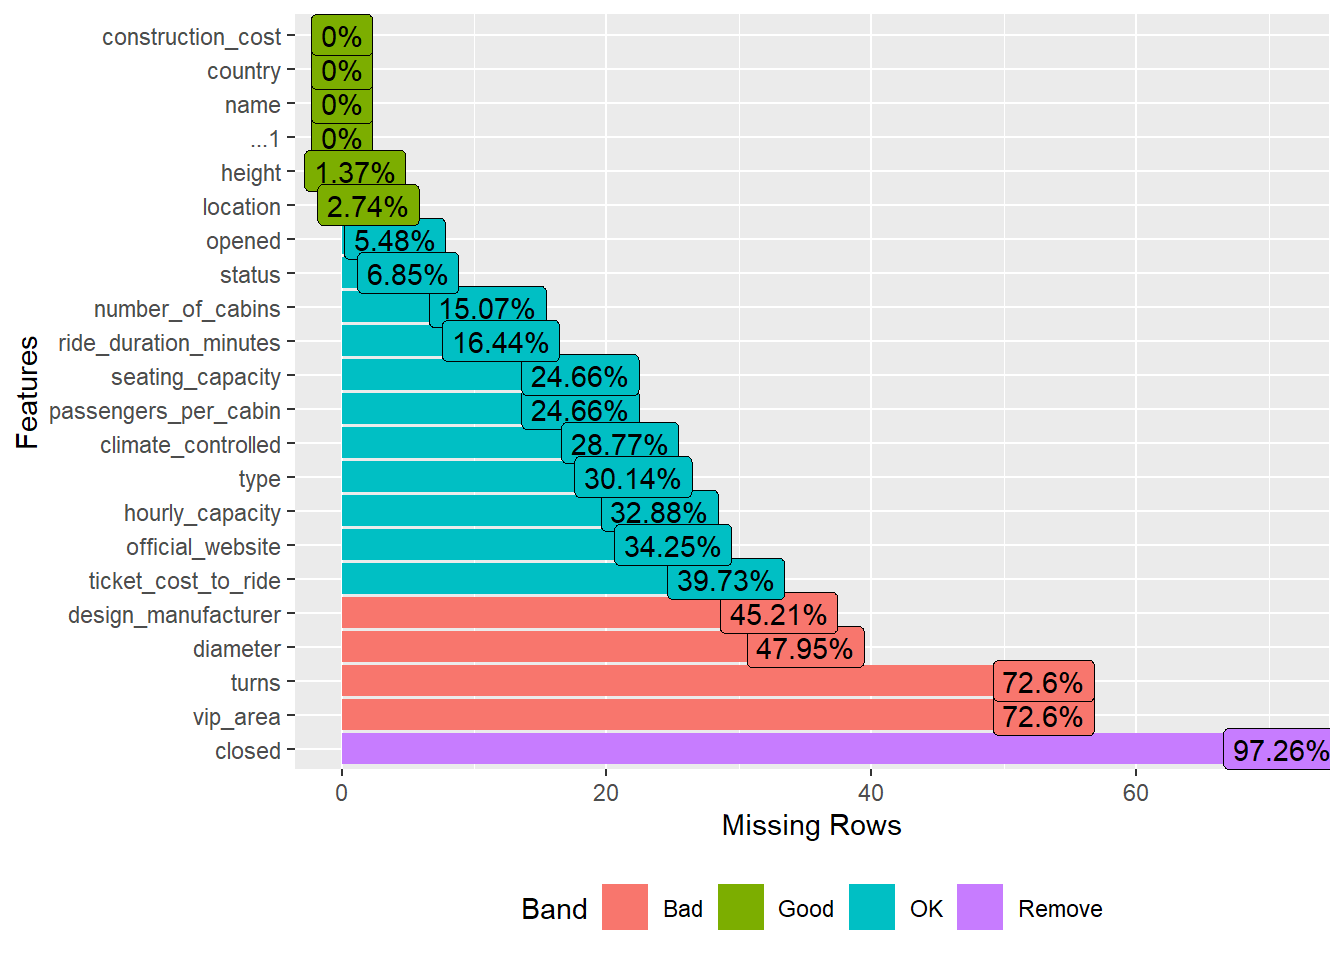 construction_cost 0%
country 0%
name 0%
...1 0%
height 1.37%
location 2.74%
opened 5.48%
status 6.85%
number_of_cabins 15.07%
ride_duration_minutes 16.44%
seating_capacity 24.66%
passengers_per_cabin 24.66%
climate_controlled 28.77%
type 30.14%
hourly_capacity 32.88%
official_website 34.25%
ticket_cost_to_ride 39.73%
design_manufacturer 45.21%
diameter 47.95%
turns 72.6%
vip_area 72.6%
closed 97.26%
Features
0 20 40 60
Missing Rows
Band Bad Good OK Remove